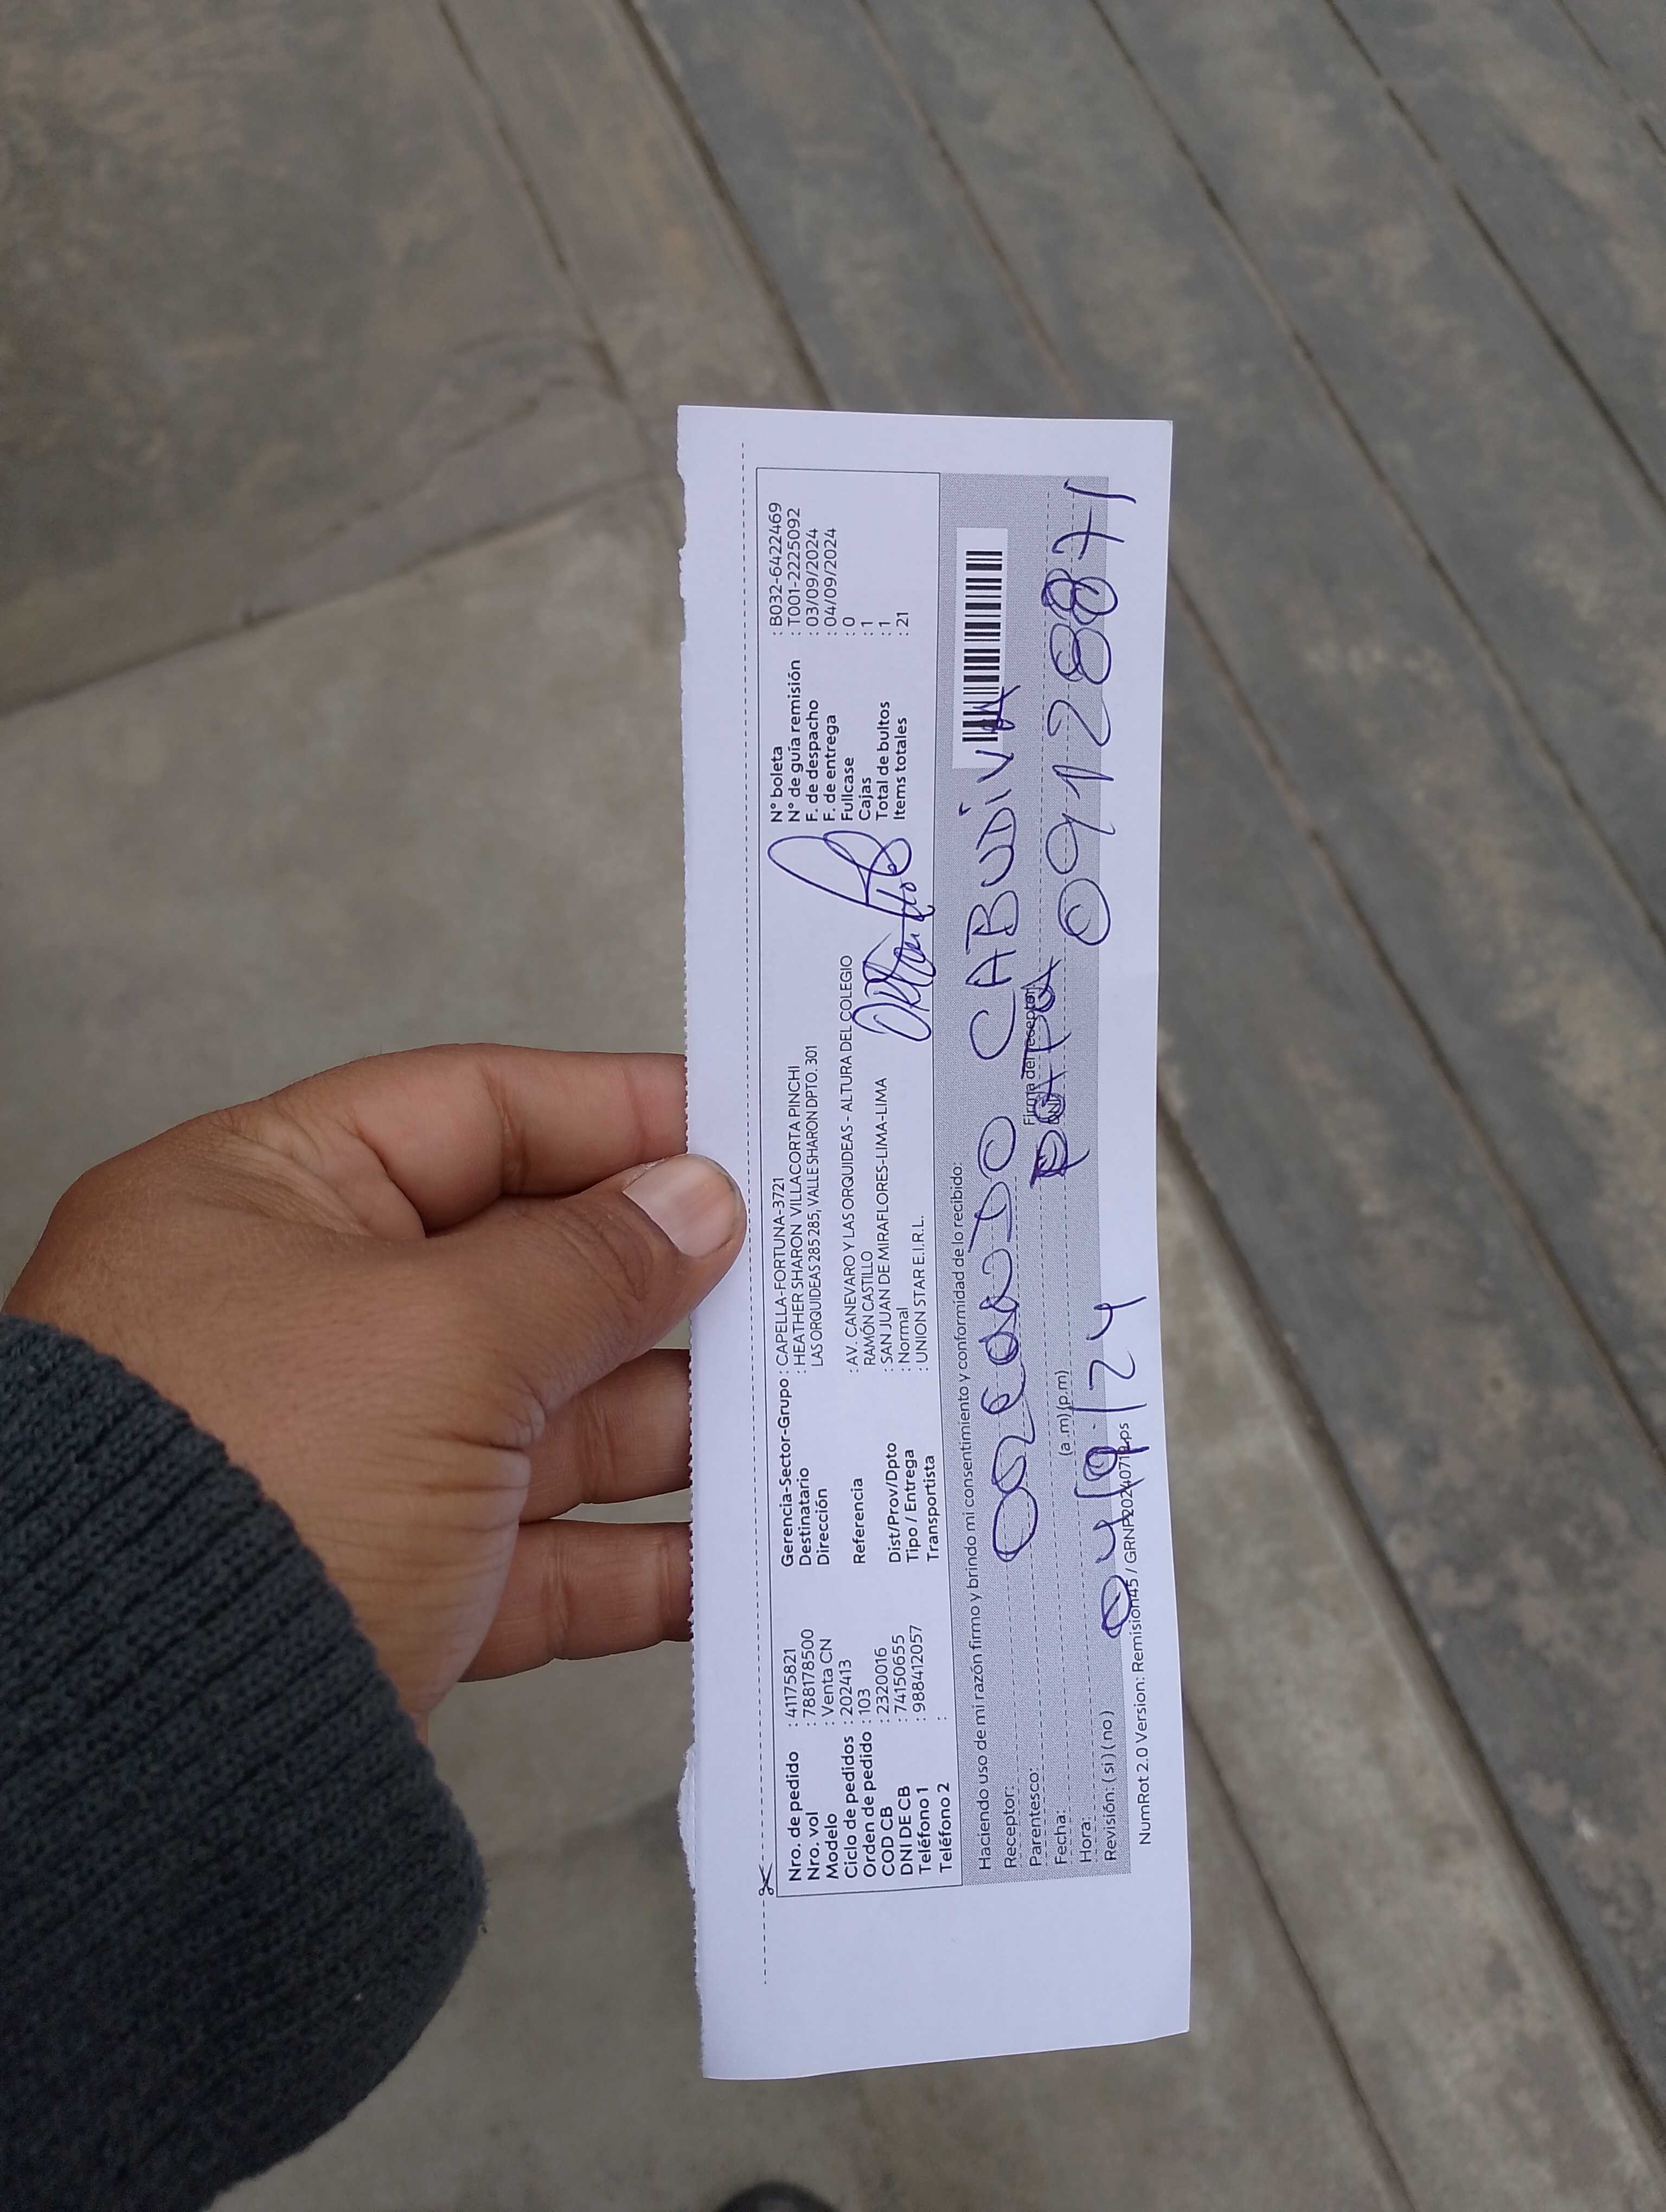 Nro. de pedido : 41175821
Nro. vol : 788178500
Modelo : Venta CN
Ciclo de pedidos : 202413
Orden de pedido : 103
COD CB : 2320016
DNI DE CB : 74150655
Teléfono 1 : 988412057
Teléfono 2 :
Gerencia-Sector-Grupo : CAPELLA-FORTUNA-3721
Destinatario : HEATHER SHARON VILLACORTA PINCHI
Dirección LAS ORQUIDEAS 285 285, VALLE SHARON DPTO. 301
Referencia : AV. CANEVARO Y LAS ORQUIDEAS - ALTURA DEL COLEGIO
RAMÓN CASTILLO
Dist/Prov/Dpto : SAN JUAN DE MIRAFLORES-LIMA-LIMA
Tipo / Entrega : Normal
Transportista : UNION STAR E.I.R.L.
N° boleta : B032-6422469
N° de guía remisión : T001-2225092
F. de despacho : 03/09/2024
F. de entrega : 04/09/2024
Fullcase : 0
Cajas : 1
Total de bultos : 1
Items totales : 21
Haciendo uso de mi razón firmo y brindo mi consentimiento y conformidad de lo recibido:
Receptor: CABUDIVA
Parentesco:
Firma del receptor
Fecha: (a.m)(p.m) 09128871
Hora: 04/09/24
Revisión: (si) (no)
NumRot 2.0 Version: Remision45 / GRNP20240712.ps